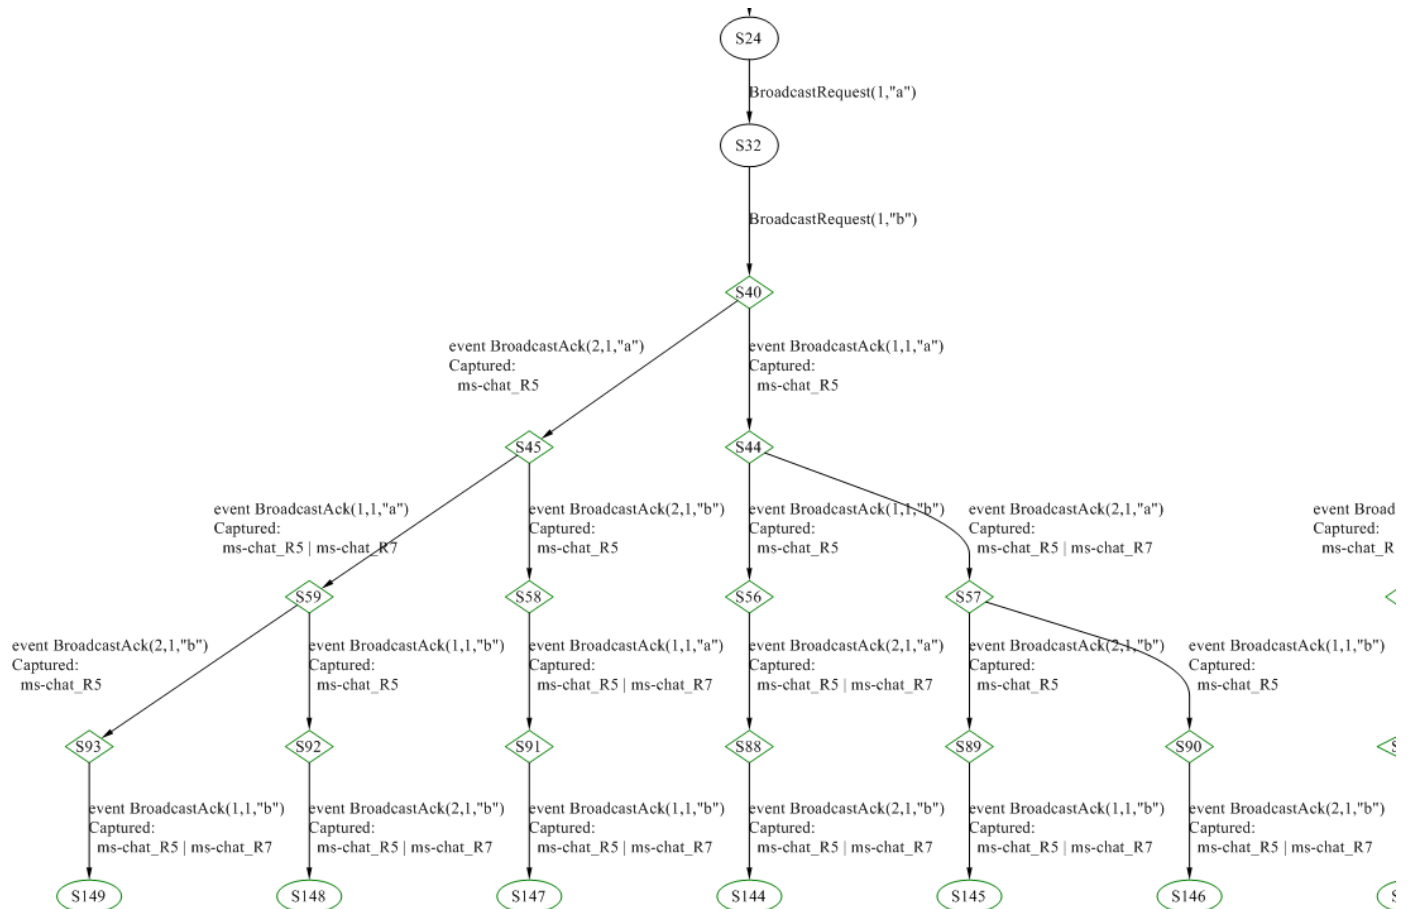 S24
BroadcastRequest(1,"a")
S32
BroadcastRequest(1,"b")
S40
event BroadcastAck(2,1,"a")
Captured:
ms-chat_R5
event BroadcastAck(1,1,"a")
Captured:
ms-chat_R5
S45
S44
event BroadcastAck(1,1,"a")
Captured:
ms-chat_R5 | ms-chat_R7
event BroadcastAck(2,1,"b")
Captured:
ms-chat_R5
event BroadcastAck(1,1,"b")
Captured:
ms-chat_R5
event BroadcastAck(2,1,"a")
Captured:
ms-chat_R5 | ms-chat_R7
event Broad
Captured:
ms-chat_R
S59
S58
S56
S57
event BroadcastAck(2,1,"b")
Captured:
ms-chat_R5
event BroadcastAck(1,1,"b")
Captured:
ms-chat_R5
event BroadcastAck(1,1,"a")
Captured:
ms-chat_R5 | ms-chat_R7
event BroadcastAck(2,1,"a")
Captured:
ms-chat_R5 | ms-chat_R7
event BroadcastAck(2,1,"b")
Captured:
ms-chat_R5
event BroadcastAck(1,1,"b")
Captured:
ms-chat_R5
S93
S92
S91
S88
S89
S90
event BroadcastAck(1,1,"b")
Captured:
ms-chat_R5 | ms-chat_R7
event BroadcastAck(2,1,"b")
Captured:
ms-chat_R5 | ms-chat_R7
event BroadcastAck(1,1,"b")
Captured:
ms-chat_R5 | ms-chat_R7
event BroadcastAck(2,1,"b")
Captured:
ms-chat_R5 | ms-chat_R7
event BroadcastAck(1,1,"b")
Captured:
ms-chat_R5 | ms-chat_R7
event BroadcastAck(2,1,"b")
Captured:
ms-chat_R5 | ms-chat_R7
S149
S148
S147
S144
S145
S146